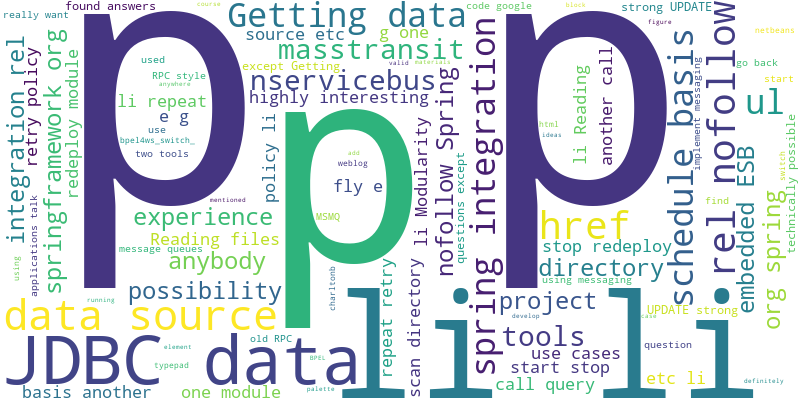 found answers
code google
block
strong UPDATE
course
really want
Getting data
figure
source etc
g one
masstransit
netbeans
except Getting
valid
materials
go back
RPC style
nservicebus
start
anywhere
used
li repeat
highly interesting
e g
use
bpel4ws_switch_
two tools
add
weblog
fly e
p
p
p
integration rel
retry policy
springframework org
redeploy module
applications talk
using
policy li
li Modularity
nofollow Spring
questions except
spring integration
li Reading
another call
html
ideas
schedule basis
implement messaging
rel nofollow
ul
technically possible
switch
org spring
embedded ESB
find
mentioned
experience
MSMQ
Reading files
message queues
anybody
href
stop redeploy
directory
using messaging
possibility
charltonb
data source
running
project
UPDATE strong
develop
case
old RPC
tools
question
element
BPEL
JDBC data
li
li
use cases
typepad
start stop
repeat retry
scan directory
call query
etc li
definitely
palette
basis another
one module